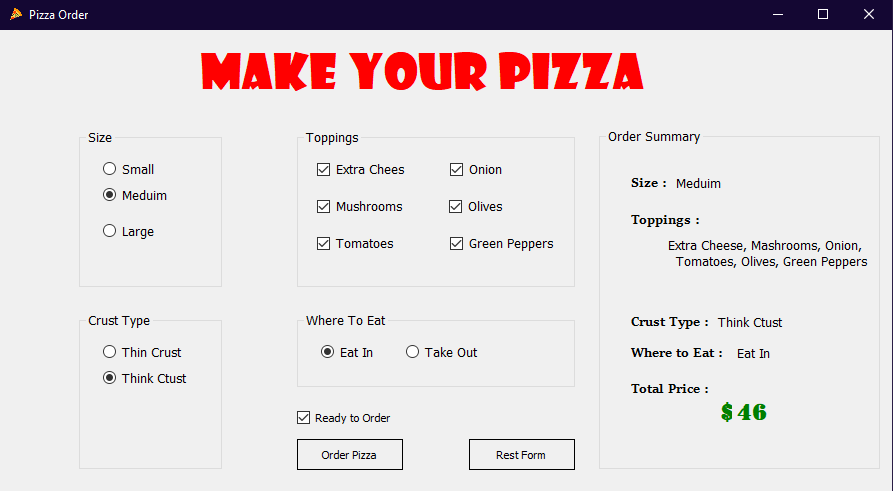 Pizza Order
MAKE YOUR PIZZA
Size
Small
Meduim
Large
Toppings
Extra Chees
Onion
Mushrooms
Olives
Tomatoes
Green Peppers
Crust Type
Thin Crust
Think Ctust
Where To Eat
Eat In
Take Out
Ready to Order
Order Pizza
Rest Form
Order Summary
Size : Meduim
Toppings :
Extra Cheese, Mashrooms, Onion,
Tomatoes, Olives, Green Peppers
Crust Type : Think Ctust
Where to Eat : Eat In
Total Price :
$46